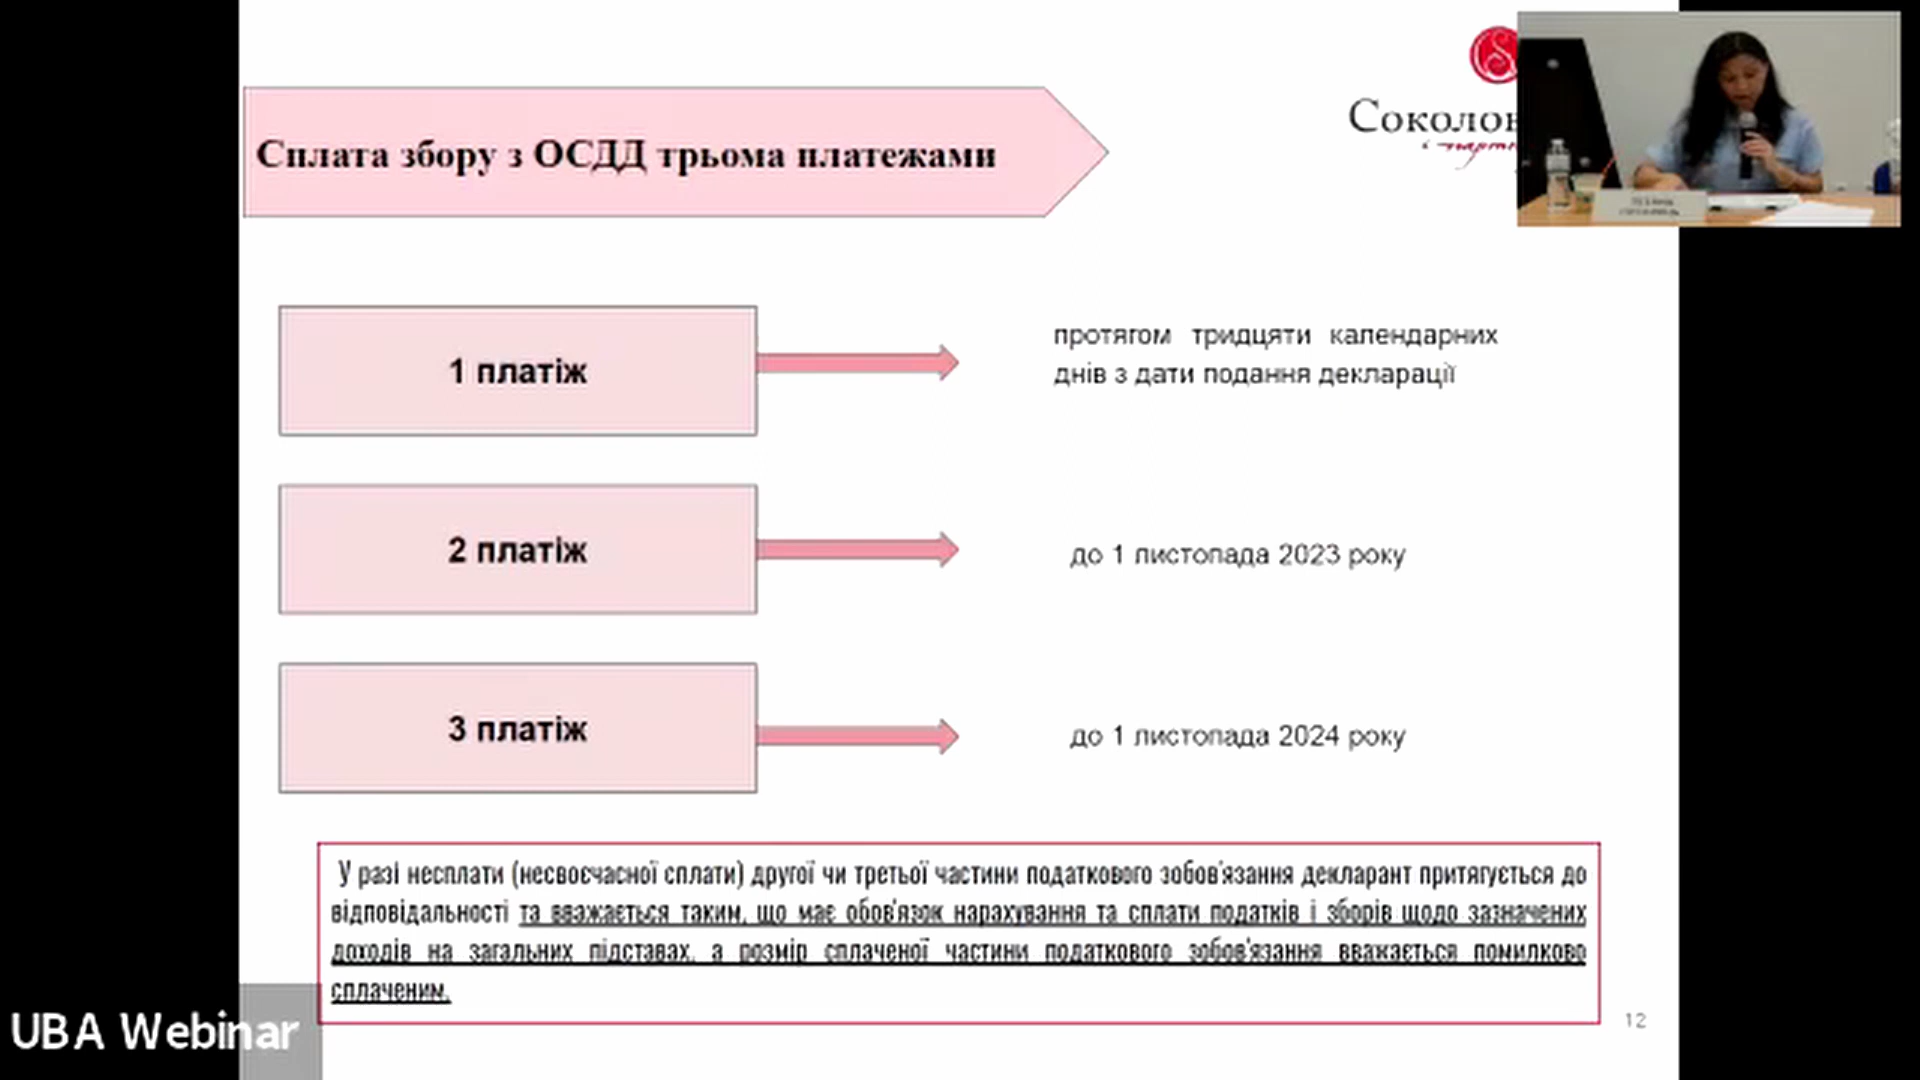 Сплата збору з ОСДД трьома платежами
Соколов
1 платіж
протягом тридцяти календарних
днів з дати подання декларації
2 платіж
до 1 листопада 2023 року
3 платіж
до 1 листопада 2024 року
У разі несплати (несвоєчасної сплати) другої чи третьої частини податкового зобов'язання декларант притягується до
відповідальності та вважається таким, що має обов'язок нарахування та сплати податків і зборів щодо зазначених
доходів на загальних підставах, а розмір сплаченої частини податкового зобов'язання вважається помилково
сплаченим.
UBA Webinar
12